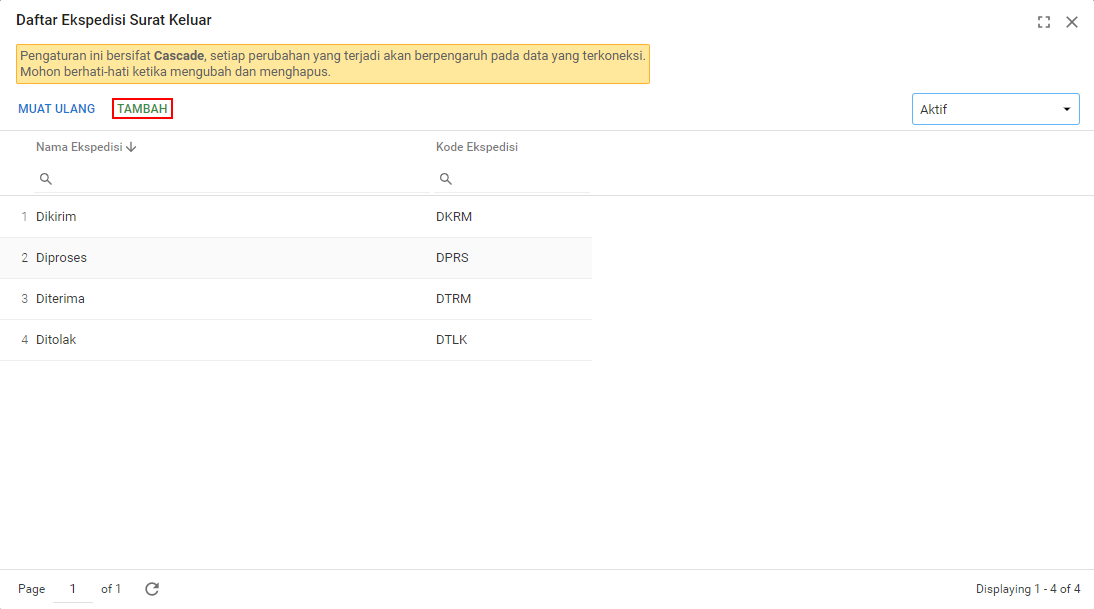 Daftar Ekspedisi Surat Keluar
Pengaturan ini bersifat Cascade, setiap perubahan yang terjadi akan berpengaruh pada data yang terkoneksi.
Mohon berhati-hati ketika mengubah dan menghapus.
MUAT ULANG TAMBAH Aktif
Nama Ekspedisi Kode Ekspedisi
1 Dikirim DKRM
2 Diproses DPRS
3 Diterima DTRM
4 Ditolak DTLK
Page 1 of 1 Displaying 1 - 4 of 4